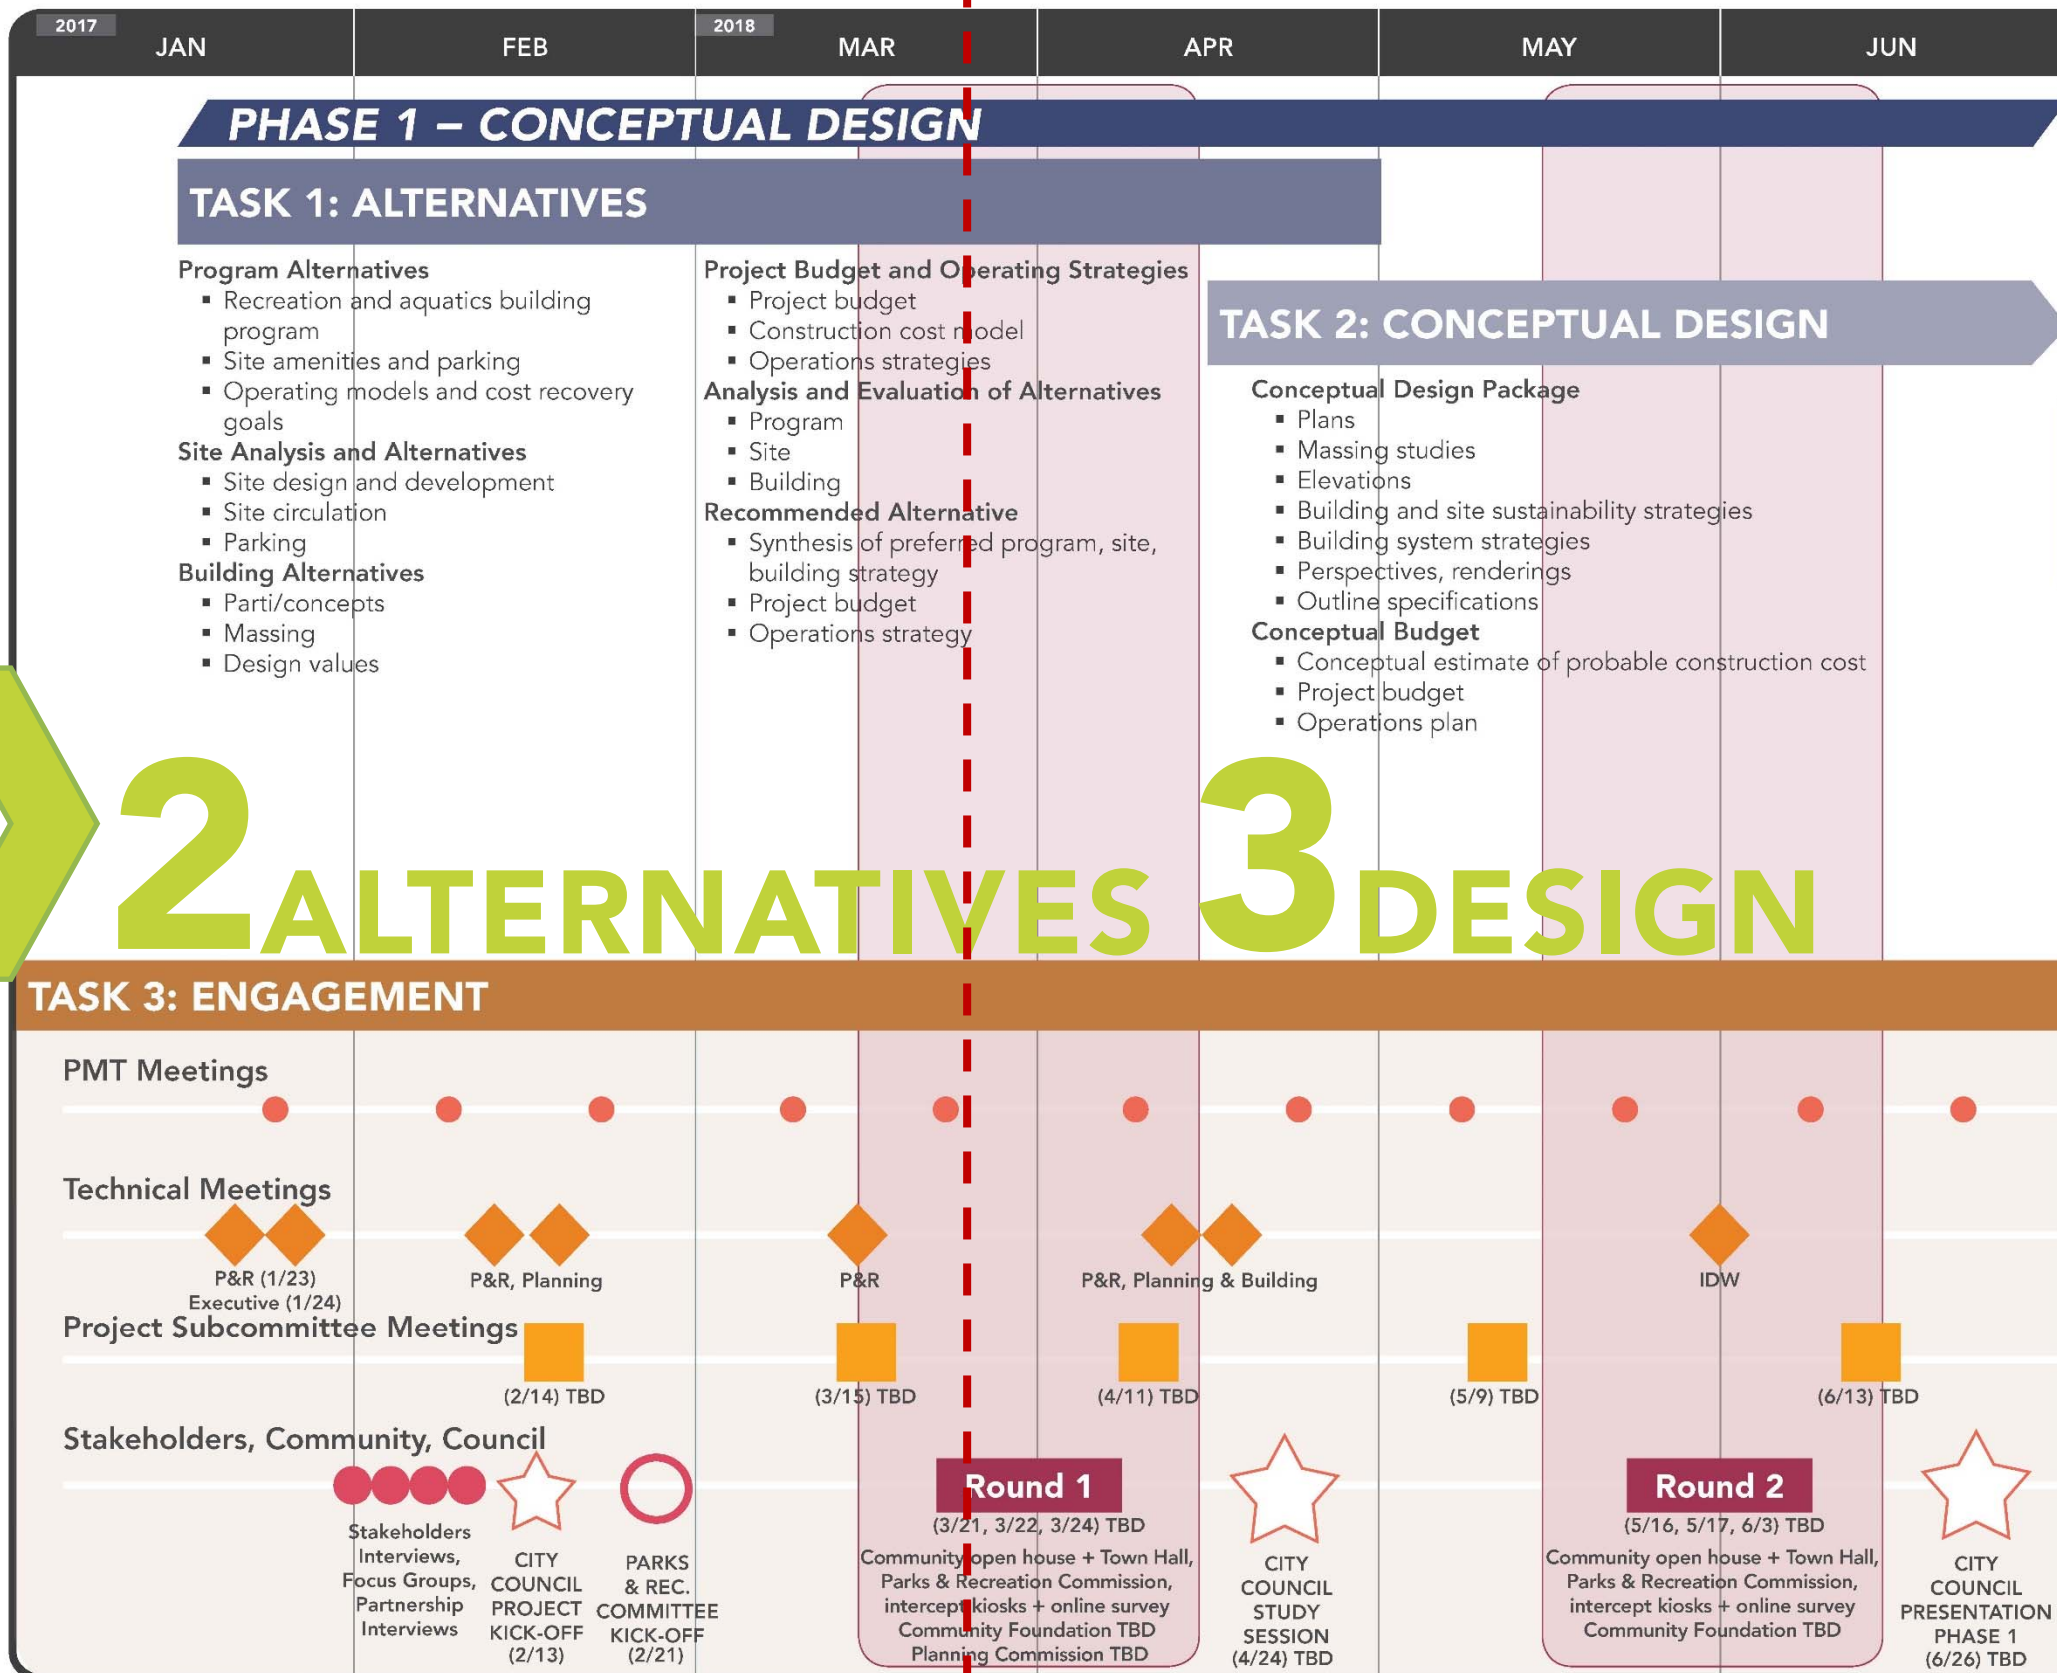 2017
2018
JAN
FEB
MAR
APR
MAY
JUN
PHASE 1 – CONCEPTUAL DESIGN
TASK 1: ALTERNATIVES
Program Alternatives
▪ Recreation and aquatics building
program
▪ Site amenities and parking
▪ Operating models and cost recovery
goals
Site Analysis and Alternatives
▪ Site design and development
▪ Site circulation
▪ Parking
Building Alternatives
▪ Parti/concepts
▪ Massing
▪ Design values
Project Budget and Operating Strategies
▪ Project budget
▪ Construction cost model
▪ Operations strategies
Analysis and Evaluation of Alternatives
▪ Program
▪ Site
▪ Building
Recommended Alternative
▪ Synthesis of preferred program, site,
building strategy
▪ Project budget
▪ Operations strategy
TASK 2: CONCEPTUAL DESIGN
Conceptual Design Package
▪ Plans
▪ Massing studies
▪ Elevations
▪ Building and site sustainability strategies
▪ Building system strategies
▪ Perspectives, renderings
▪ Outline specifications
Conceptual Budget
▪ Conceptual estimate of probable construction cost
▪ Project budget
▪ Operations plan
2 ALTERNATIVES
3 DESIGN
TASK 3: ENGAGEMENT
PMT Meetings
Technical Meetings
P&R (1/23)
Executive (1/24)
P&R, Planning
P&R
P&R, Planning & Building
IDW
Project Subcommittee Meetings
(2/14) TBD
(3/15) TBD
(4/11) TBD
(5/9) TBD
(6/13) TBD
Stakeholders, Community, Council
Stakeholders
Interviews,
Focus Groups,
Partnership
Interviews
CITY
COUNCIL
PROJECT
KICK-OFF
(2/13)
PARKS
& REC.
COMMITTEE
KICK-OFF
(2/21)
Round 1
(3/21, 3/22, 3/24) TBD
Community open house + Town Hall,
Parks & Recreation Commission,
intercept kiosks + online survey
Community Foundation TBD
Planning Commission TBD
CITY
COUNCIL
STUDY
SESSION
(4/24) TBD
Round 2
(5/16, 5/17, 6/3) TBD
Community open house + Town Hall,
Parks & Recreation Commission,
intercept kiosks + online survey
Community Foundation TBD
CITY
COUNCIL
PRESENTATION
PHASE 1
(6/26) TBD